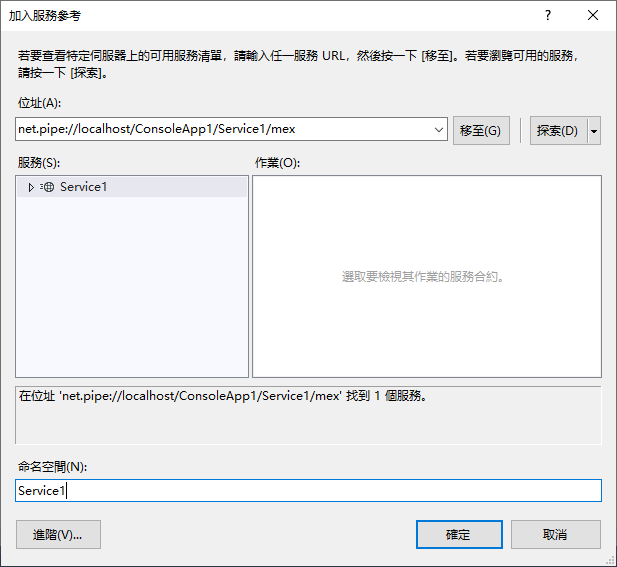 加入服務參考
若要查看特定伺服器上的可用服務清單，請輸入任一服務 URL，然後按一下 [移至]。若要瀏覽可用的服務，
請按一下 [探索]。
位址(A):
net.pipe://localhost/ConsoleApp1/Service1/mex
移至(G)
探索(D)
服務(S):
作業(O):
Service1
選取要檢視其作業的服務合約。
在位址 'net.pipe://localhost/ConsoleApp1/Service1/mex' 找到 1 個服務。
命名空間(N):
Service1
進階(V)...
確定
取消